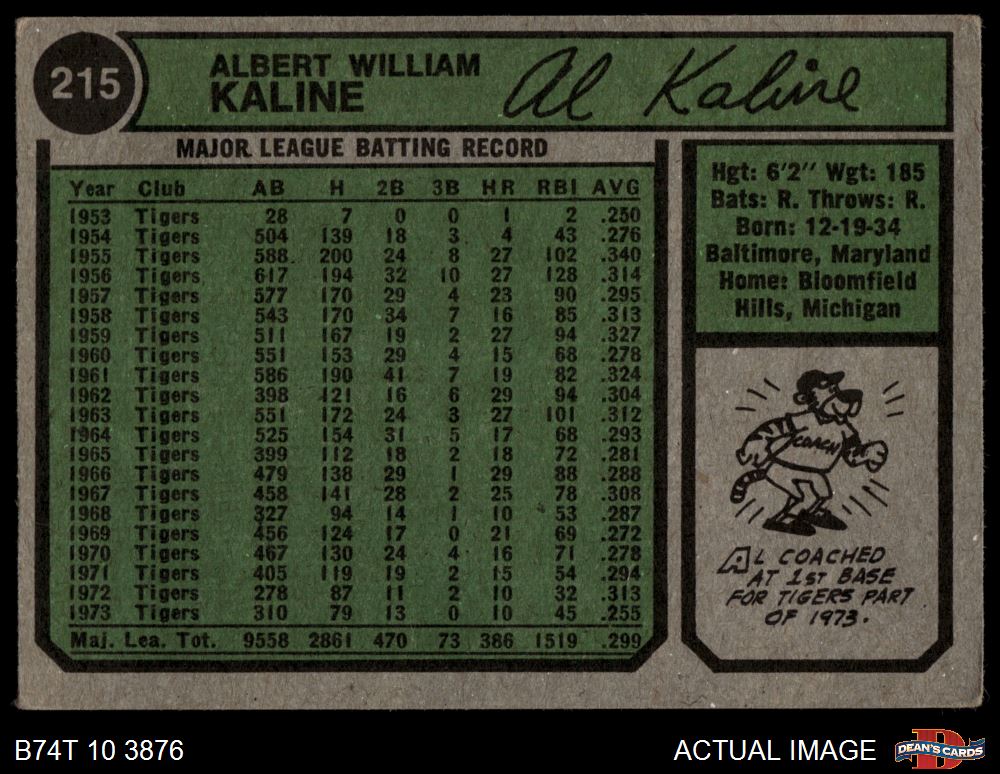 215
ALBERT WILLIAM
KALINE
Al Kaline
MAJOR LEAGUE BATTING RECORD
Year Club AB H 2B 3B HR RBI AVG
1953 Tigers 28 7 0 0 1 2 .250
1954 Tigers 504 139 18 3 4 43 .276
1955 Tigers 588 200 24 8 27 102 .340
1956 Tigers 617 194 32 10 27 128 .314
1957 Tigers 577 170 29 4 23 90 .295
1958 Tigers 543 170 34 7 16 85 .313
1959 Tigers 511 167 19 2 27 94 .327
1960 Tigers 551 153 29 4 15 68 .278
1961 Tigers 586 190 41 7 19 82 .324
1962 Tigers 398 121 16 6 29 94 .304
1963 Tigers 551 172 24 3 27 101 .312
1964 Tigers 525 154 31 5 17 68 .293
1965 Tigers 399 112 18 2 18 72 .281
1966 Tigers 479 138 29 1 29 88 .288
1967 Tigers 458 141 28 2 25 78 .308
1968 Tigers 327 94 14 1 10 53 .287
1969 Tigers 456 124 17 0 21 69 .272
1970 Tigers 467 130 24 4 16 71 .278
1971 Tigers 405 119 19 2 15 54 .294
1972 Tigers 278 87 11 2 10 32 .313
1973 Tigers 310 79 13 0 10 45 .255
Maj. Lea. Tot. 9558 2861 470 73 386 1519 .299
Hgt: 6'2" Wgt: 185
Bats: R. Throws: R.
Born: 12-19-34
Baltimore, Maryland
Home: Bloomfield
Hills, Michigan
COACH
AL COACHED
AT 1ST BASE
FOR TIGERS PART
OF 1973.
B74T 10 3876
ACTUAL IMAGE
D
DEAN'S CARDS